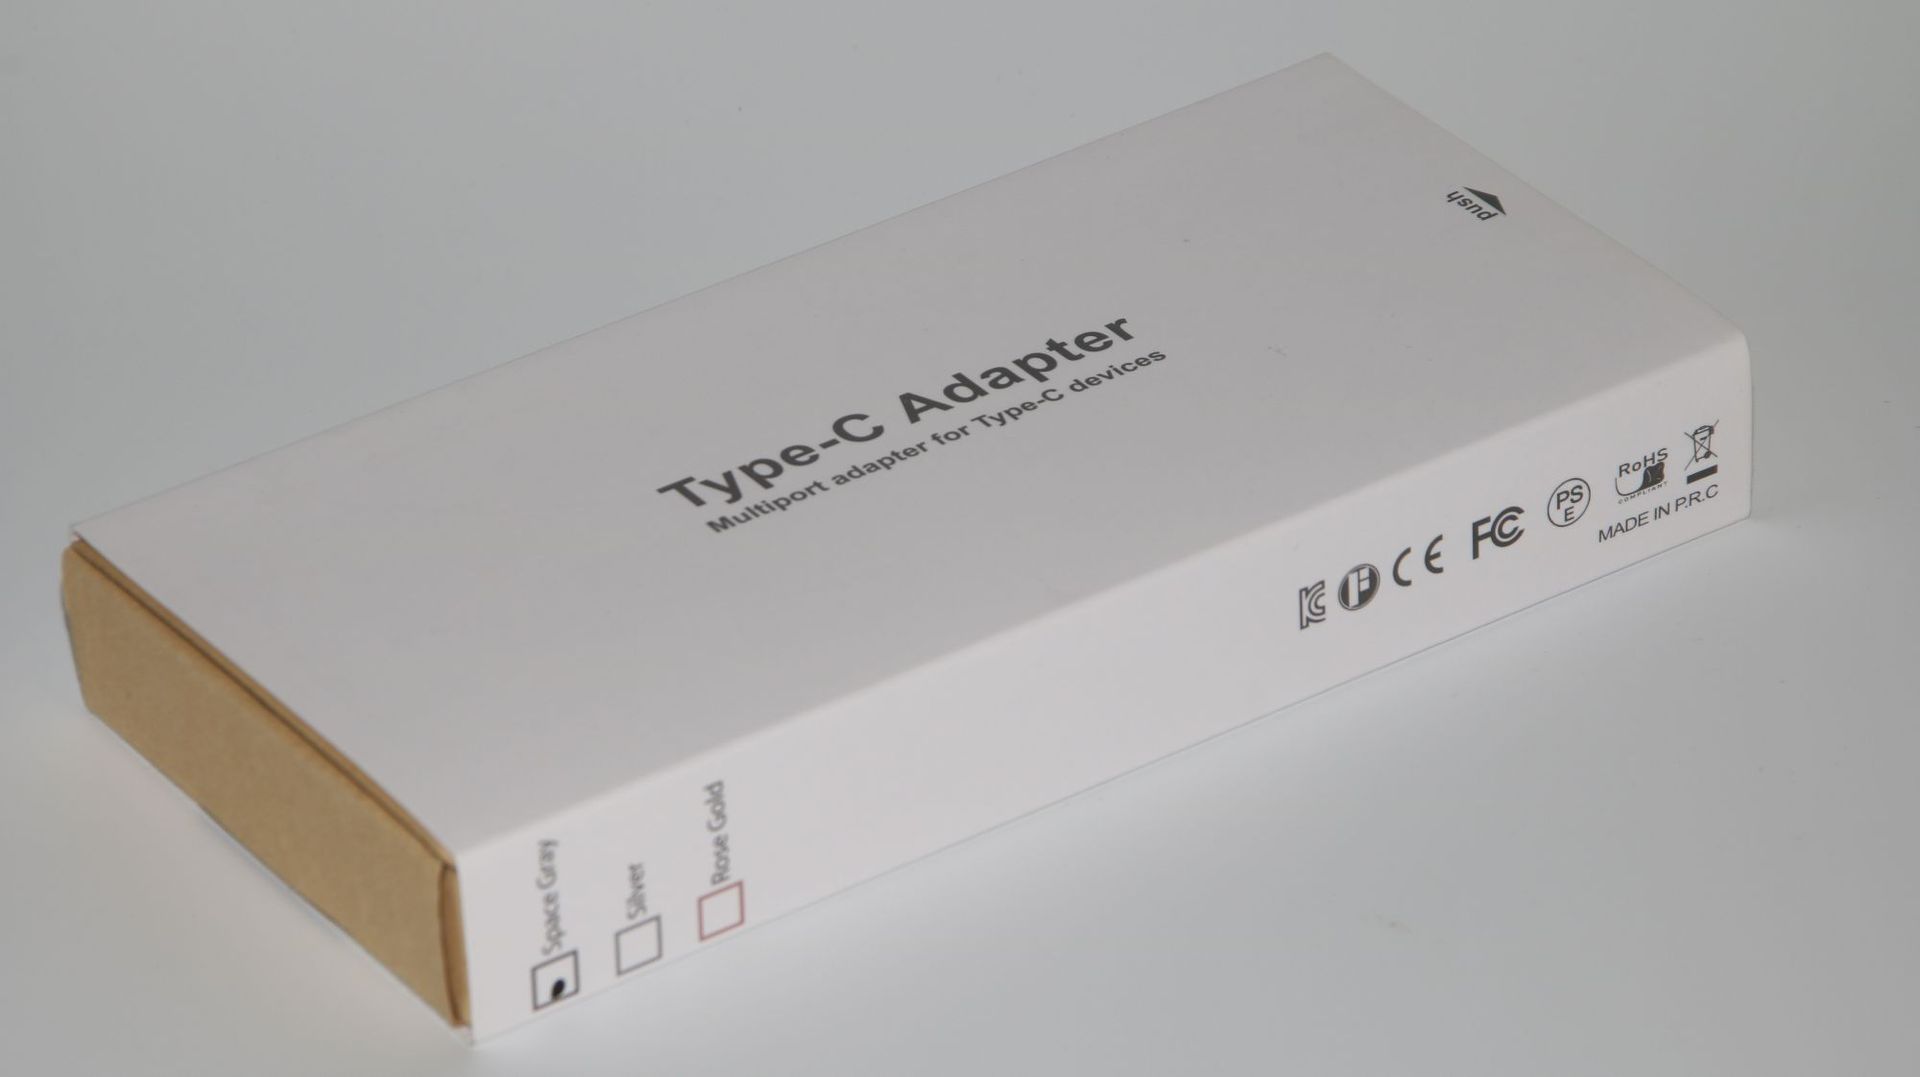 push
Type-C Adapter
Multiport adapter for Type-C devices
Space Gray
Silver
Rose Gold
KC
CE
FC
PS
E
RoHS
COMPLIANT
MADE IN P.R.C